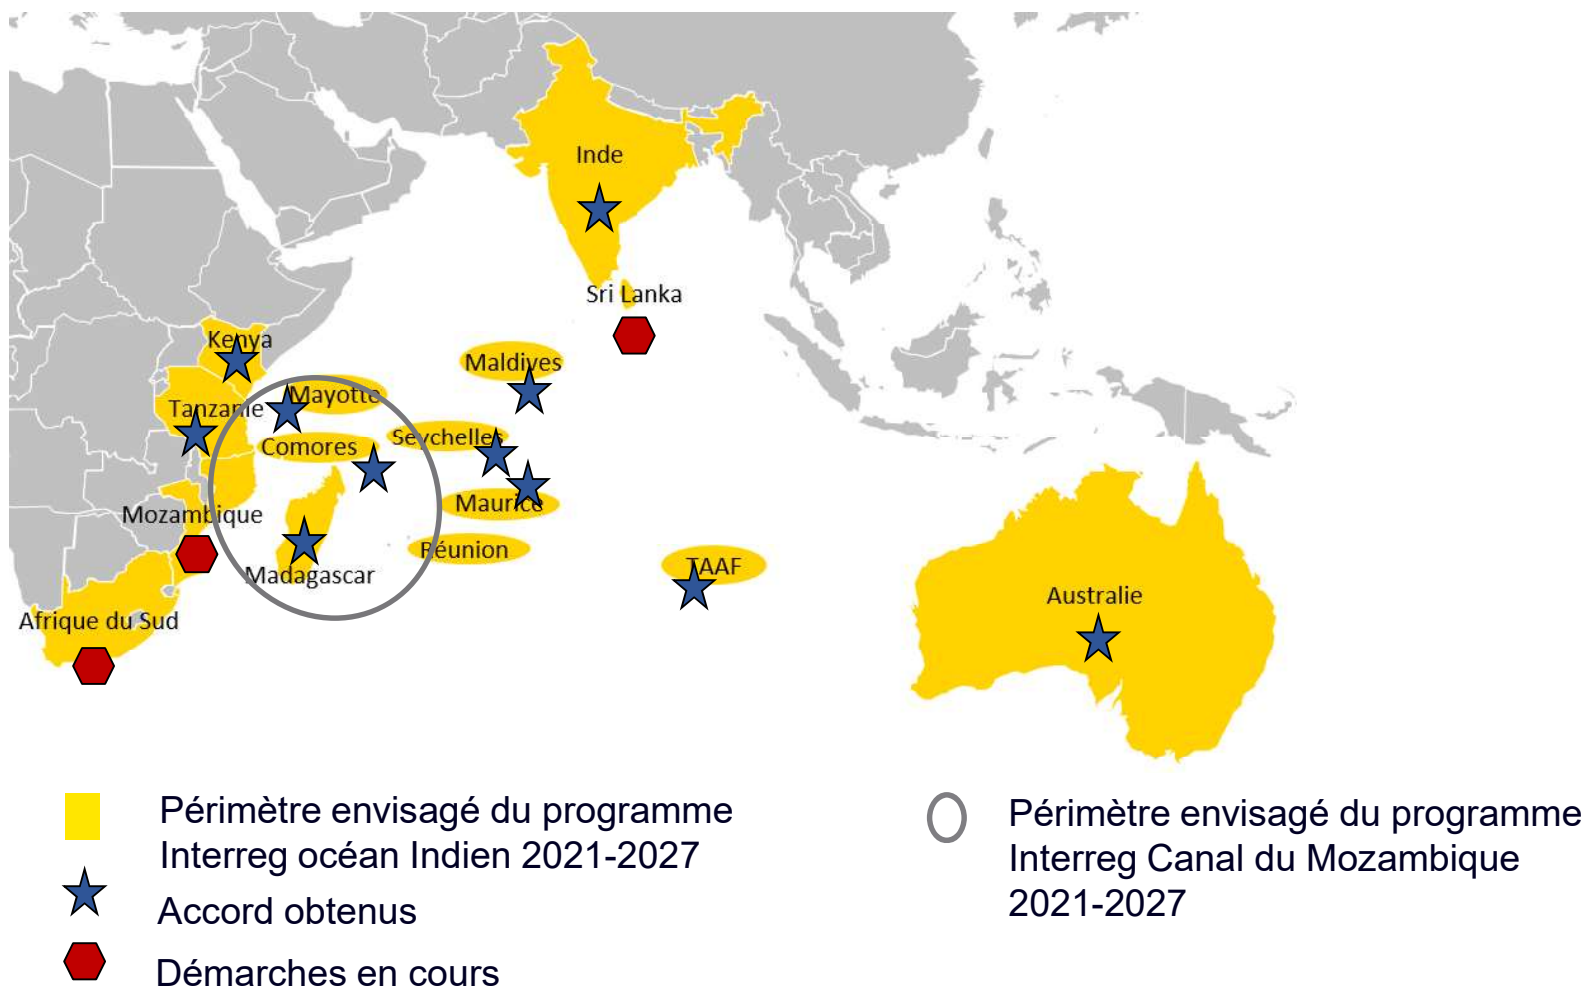 Inde
Sri Lanka
Kenya
Maldives
Mayotte
Tanzanie
Seychelles
Comores
Maurice
Mozambique
Réunion
TAAF
Madagascar
Australie
Afrique du Sud
Périmètre envisagé du programme
Interreg océan Indien 2021-2027
Accord obtenus
Démarches en cours
Périmètre envisagé du programme
Interreg Canal du Mozambique
2021-2027